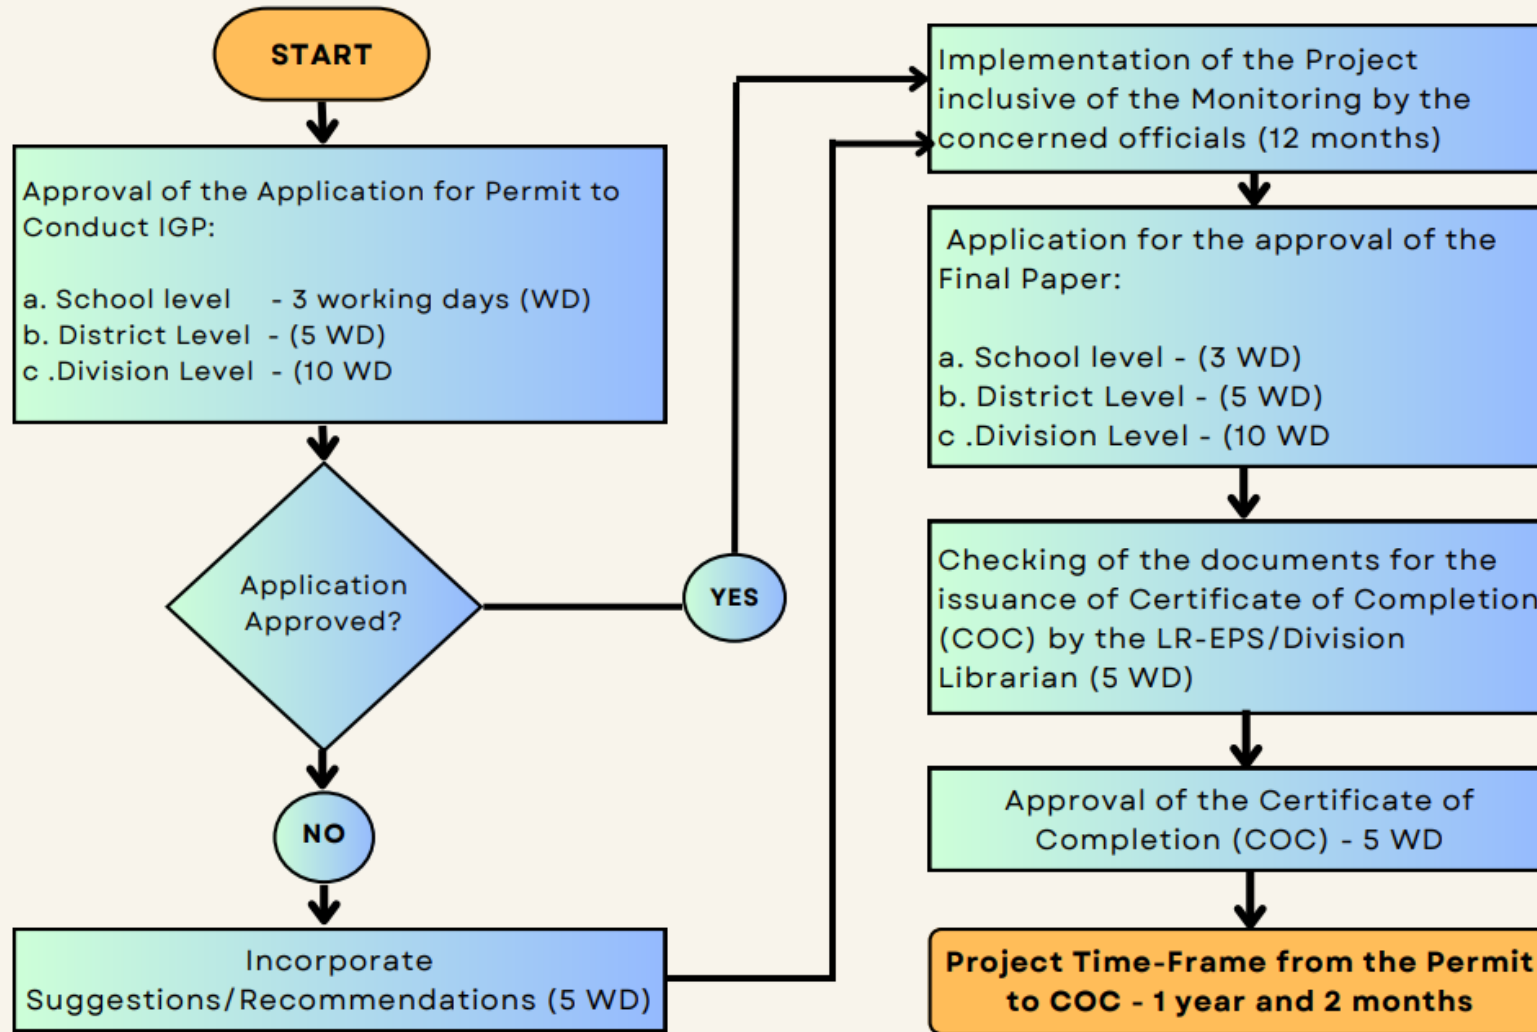 START
Approval of the Application for Permit to
Conduct IGP:
a. School level - 3 working days (WD)
b. District Level - (5 WD)
c .Division Level - (10 WD
Application
Approved?
YES
NO
Incorporate
Suggestions/Recommendations (5 WD)
Implementation of the Project
inclusive of the Monitoring by the
concerned officials (12 months)
Application for the approval of the
Final Paper:
a. School level - (3 WD)
b. District Level - (5 WD)
c .Division Level - (10 WD
Checking of the documents for the
issuance of Certificate of Completion
(COC) by the LR-EPS/Division
Librarian (5 WD)
Approval of the Certificate of
Completion (COC) - 5 WD
Project Time-Frame from the Permit
to COC - 1 year and 2 months